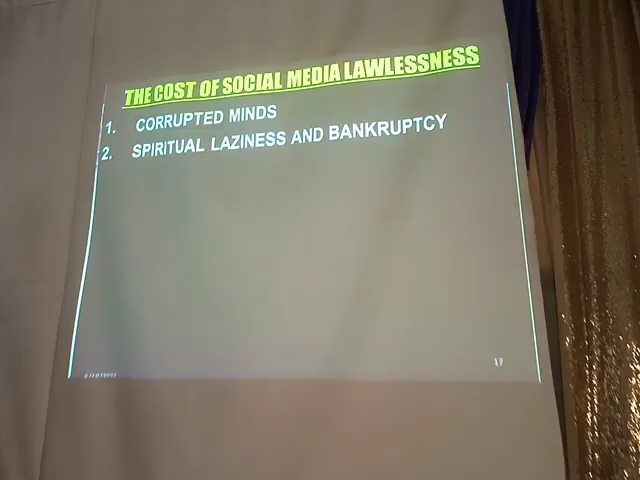 THE COST OF SOCIAL MEDIA LAWLESSNESS
1. CORRUPTED MINDS
2. SPIRITUAL LAZINESS AND BANKRUPTCY
17